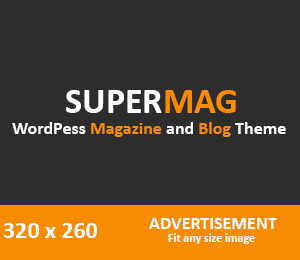 SUPERMAG
WordPess Magazine and Blog Theme
320 x 260
ADVERTISEMENT
Fit any size image